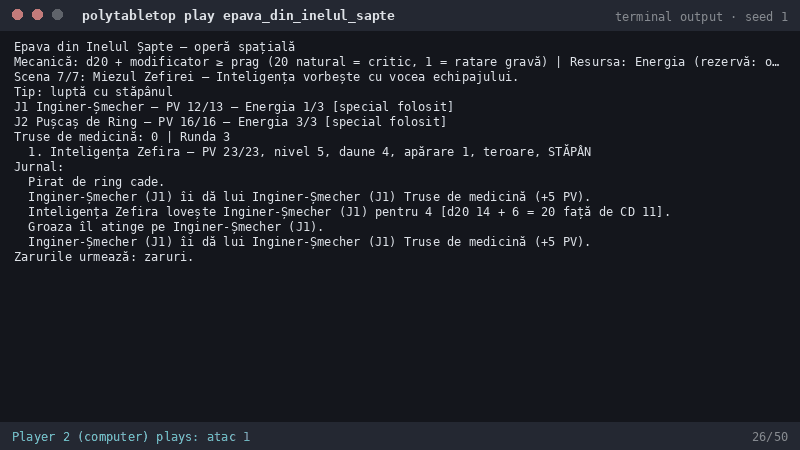 polytabletop play epava_din_inelul_sapte
terminal output · seed 1
Epava din Inelul Șapte — operă spațială
Mecanică: d20 + modificator ≥ prag (20 natural = critic, 1 = ratare gravă) | Resursa: Energia (rezervă: o…
Scena 7/7: Miezul Zefirei — Inteligența vorbește cu vocea echipajului.
Tip: luptă cu stăpânul
J1 Inginer-Șmecher — PV 12/13 — Energia 1/3 [special folosit]
J2 Pușcaș de Ring — PV 16/16 — Energia 3/3 [special folosit]
Truse de medicină: 0 | Runda 3
1. Inteligența Zefira — PV 23/23, nivel 5, daune 4, apărare 1, teroare, STĂPÂN
Jurnal:
Pirat de ring cade.
Inginer-Șmecher (J1) îi dă lui Inginer-Șmecher (J1) Truse de medicină (+5 PV).
Inteligența Zefira lovește Inginer-Șmecher (J1) pentru 4 [d20 14 + 6 = 20 față de CD 11].
Groaza îl atinge pe Inginer-Șmecher (J1).
Inginer-Șmecher (J1) îi dă lui Inginer-Șmecher (J1) Truse de medicină (+5 PV).
Zarurile urmează: zaruri.
Player 2 (computer) plays: atac 1
26/50